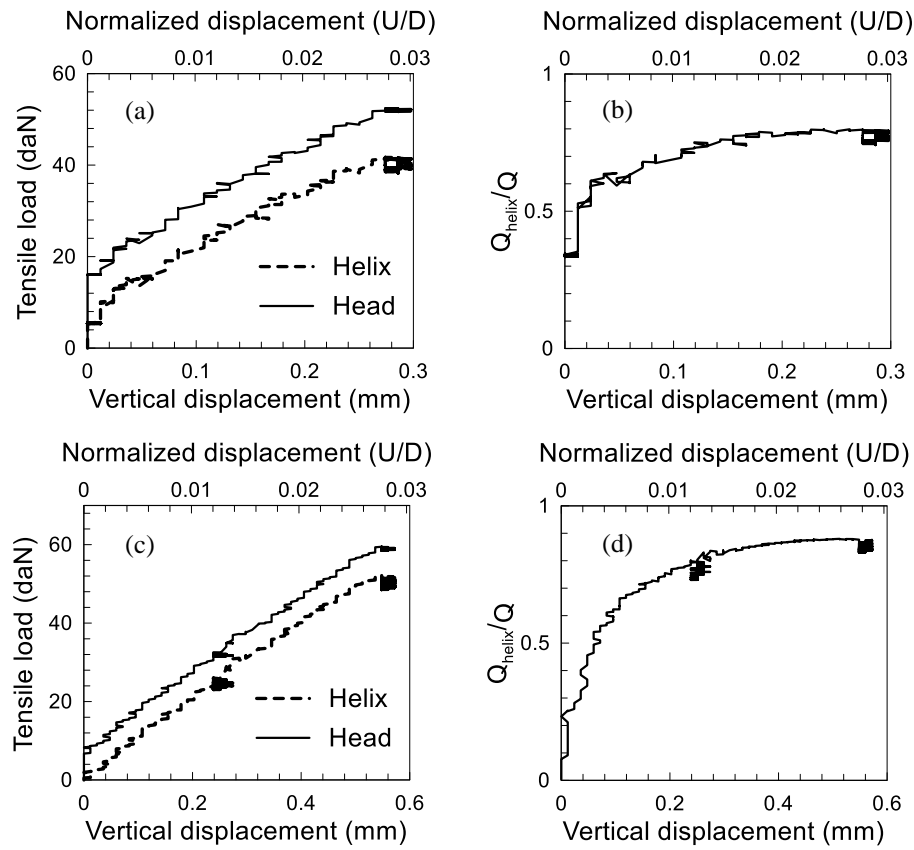 Normalized displacement (U/D)
0 0.01 0.02 0.03
60
40
20
0
Tensile load (daN)
(a)
Helix
Head
0 0.1 0.2 0.3
Vertical displacement (mm)
Normalized displacement (U/D)
0 0.01 0.02 0.03
1
0.5
0
Qhelix/Q
(b)
0 0.1 0.2 0.3
Vertical displacement (mm)
Normalized displacement (U/D)
0 0.01 0.02 0.03
60
40
20
0
Tensile load (daN)
(c)
Helix
Head
0 0.2 0.4 0.6
Vertical displacement (mm)
Normalized displacement (U/D)
0 0.01 0.02 0.03
1
0.5
0
Qhelix/Q
(d)
0 0.2 0.4 0.6
Vertical displacement (mm)